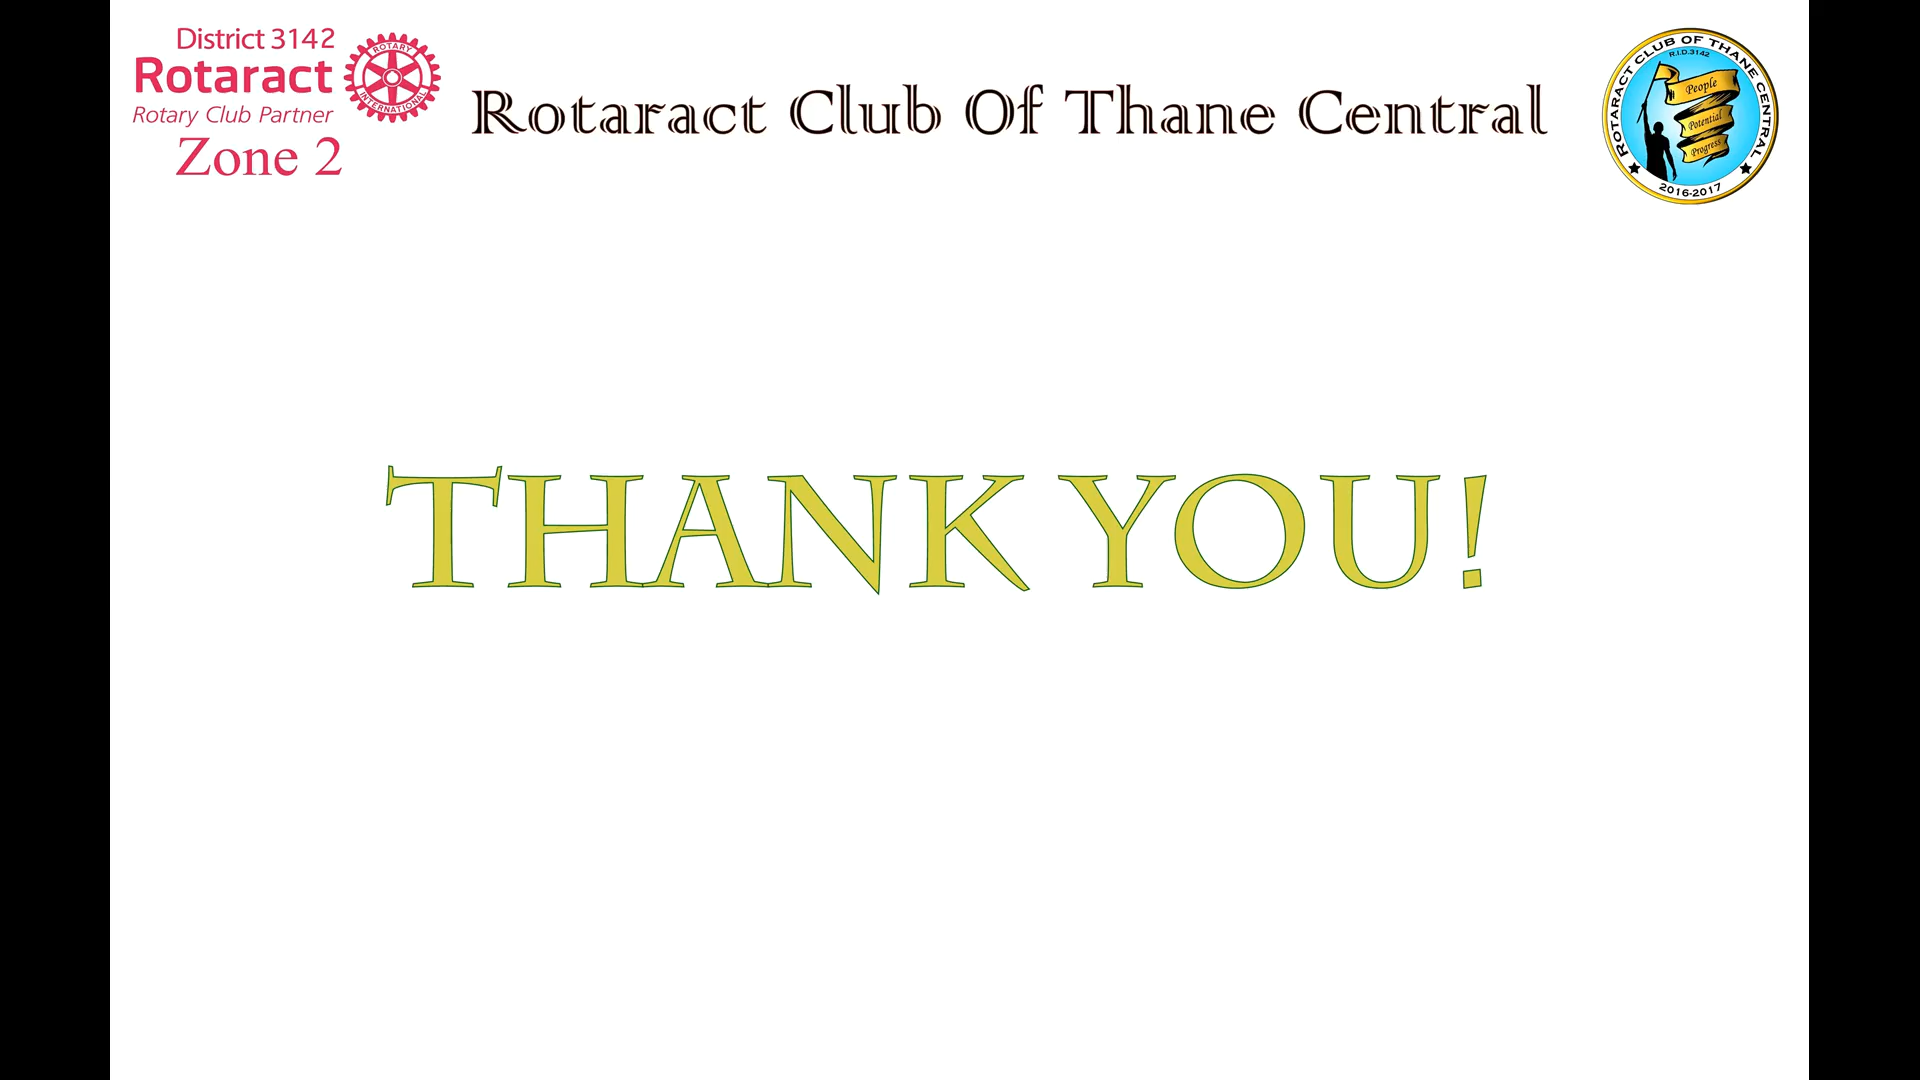 District 3142
Rotaract
Rotary Club Partner
Zone 2
ROTARY
INTERNATIONAL
Rotaract Club Of Thane Central
ROTARACT CLUB OF THANE CENTRAL
R.I.D.3142
People
Potential
Progress
2016-2017
THANK YOU!